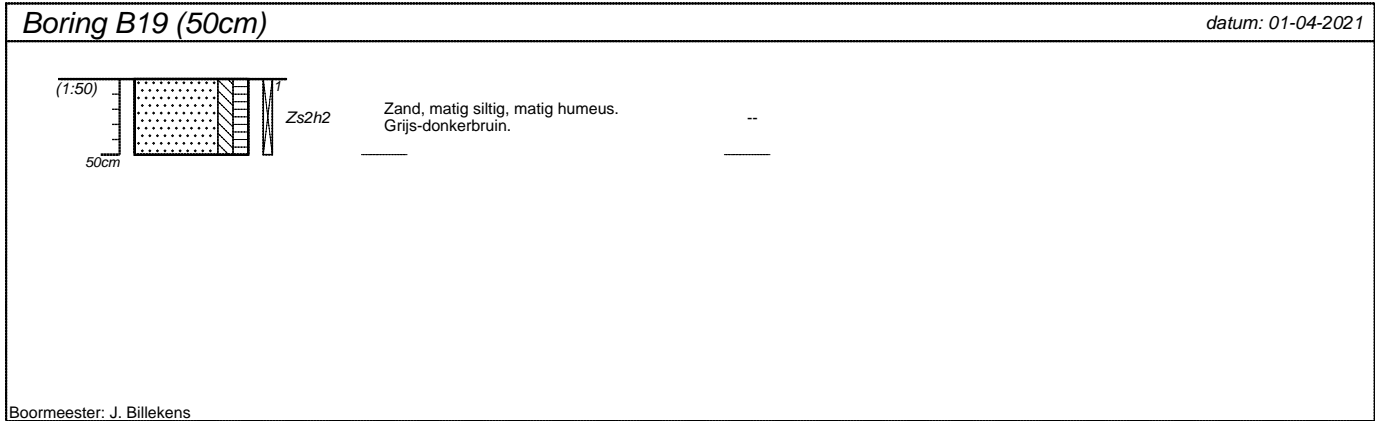 Boring B19 (50cm)
datum: 01-04-2021
(1:50)
1
Zs2h2
Zand, matig siltig, matig humeus.
Grijs-donkerbruin.
--
50cm
Boormeester: J. Billekens